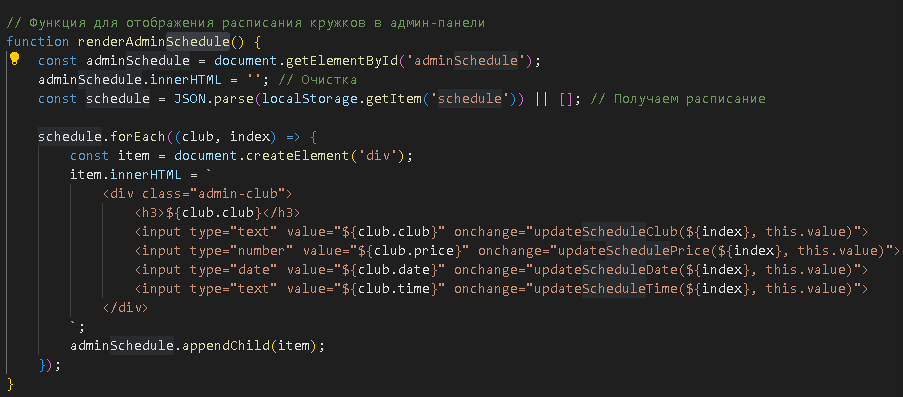 // Функция для отображения расписания кружков в админ-панели
function renderAdminSchedule() {
const adminSchedule = document.getElementById('adminSchedule');
adminSchedule.innerHTML = ''; // Очистка
const schedule = JSON.parse(localStorage.getItem('schedule')) || []; // Получаем расписание
schedule.forEach((club, index) => {
const item = document.createElement('div');
item.innerHTML = `
<div class="admin-club">
<h3>${club.club}</h3>
<input type="text" value="${club.club}" onchange="updateScheduleClub(${index}, this.value)">
<input type="number" value="${club.price}" onchange="updateSchedulePrice(${index}, this.value)">
<input type="date" value="${club.date}" onchange="updateScheduleDate(${index}, this.value)">
<input type="text" value="${club.time}" onchange="updateScheduleTime(${index}, this.value)">
</div>
`;
adminSchedule.appendChild(item);
});
}